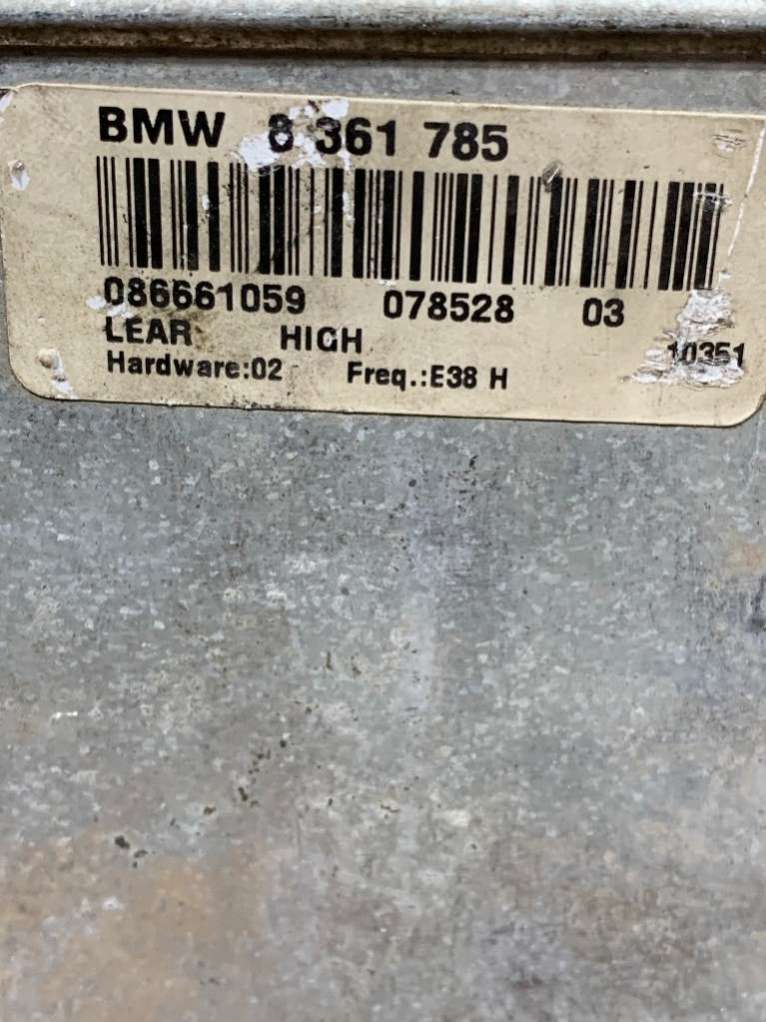 BMW 8 361 785
086661059 078528 03
LEAR HIGH 10351
Hardware:02 Freq.:E38 H